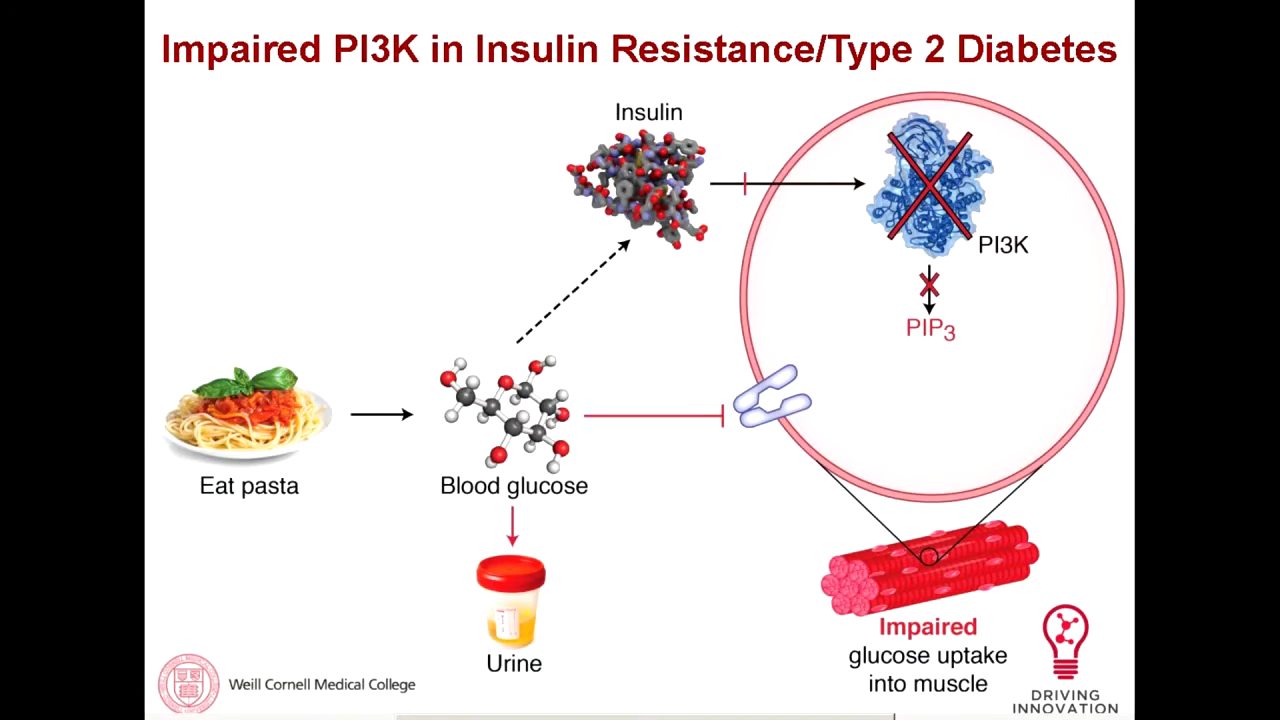 Impaired PI3K in Insulin Resistance/Type 2 Diabetes
Insulin
PI3K
PIP3
Eat pasta
Blood glucose
Urine
Impaired
glucose uptake
into muscle
Weill Cornell Medical College
DRIVING
INNOVATION